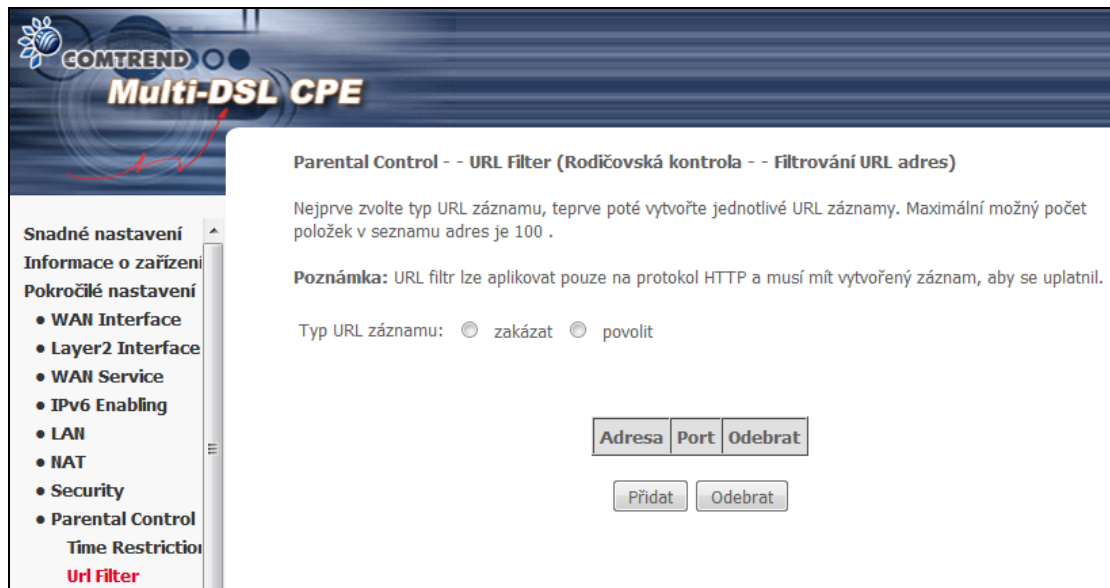 COMTREND
Multi-DSL CPE
Parental Control - - URL Filter (Rodičovská kontrola - - Filtrování URL adres)
Nejprve zvolte typ URL záznamu, teprve poté vytvořte jednotlivé URL záznamy. Maximální možný počet
položek v seznamu adres je 100 .
Poznámka: URL filtr lze aplikovat pouze na protokol HTTP a musí mít vytvořený záznam, aby se uplatnil.
Typ URL záznamu: zakázat povolit
Adresa Port Odebrat
Přidat Odebrat
Snadné nastavení
Informace o zařízení
Pokročilé nastavení
• WAN Interface
• Layer2 Interface
• WAN Service
• IPv6 Enabling
• LAN
• NAT
• Security
• Parental Control
Time Restriction
Url Filter